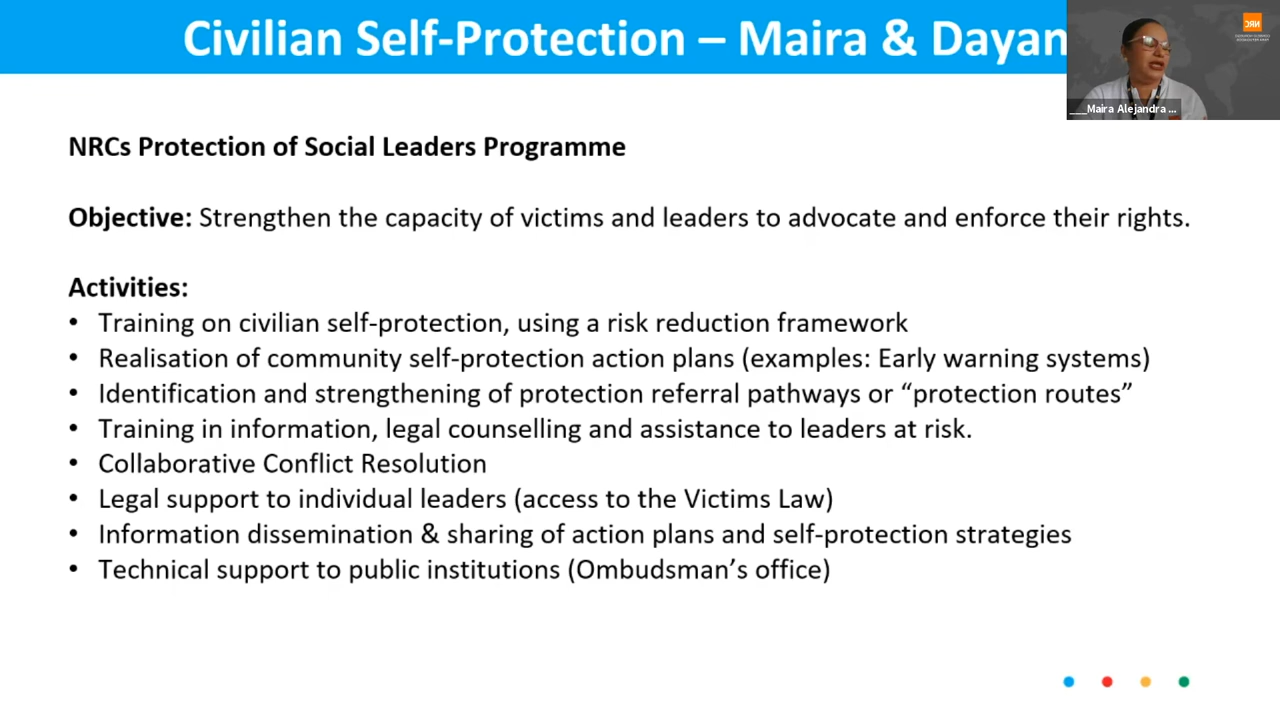 Civilian Self-Protection – Maira & Dayan
___Maira Alejandra ...
NRCs Protection of Social Leaders Programme
Objective: Strengthen the capacity of victims and leaders to advocate and enforce their rights.
Activities:
• Training on civilian self-protection, using a risk reduction framework
• Realisation of community self-protection action plans (examples: Early warning systems)
• Identification and strengthening of protection referral pathways or “protection routes”
• Training in information, legal counselling and assistance to leaders at risk.
• Collaborative Conflict Resolution
• Legal support to individual leaders (access to the Victims Law)
• Information dissemination & sharing of action plans and self-protection strategies
• Technical support to public institutions (Ombudsman’s office)